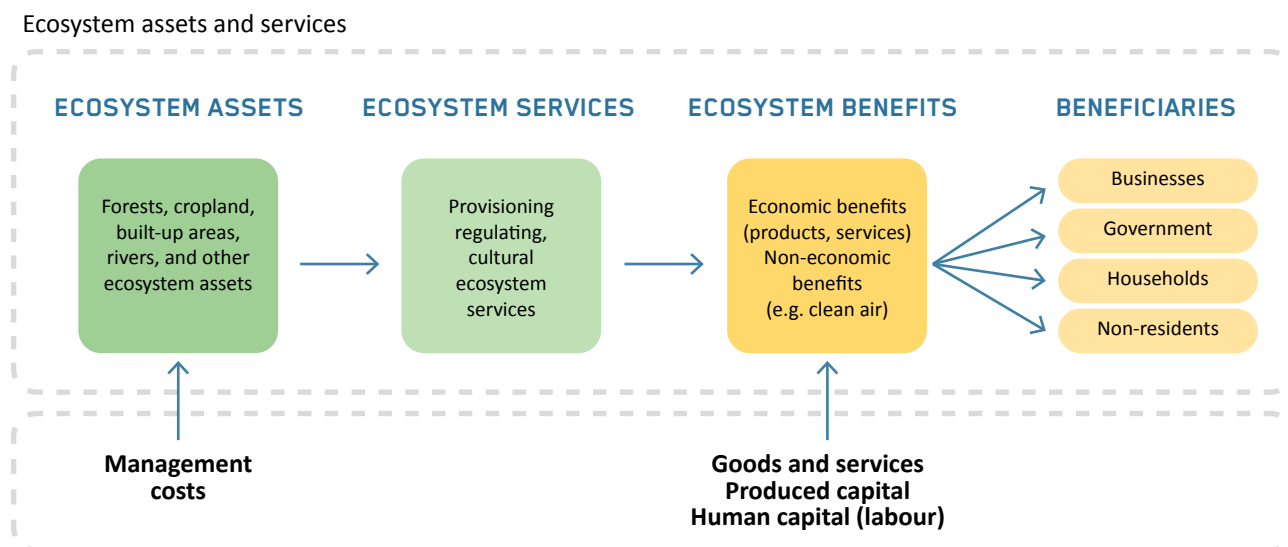 Ecosystem assets and services
ECOSYSTEM ASSETS
ECOSYSTEM SERVICES
ECOSYSTEM BENEFITS
BENEFICIARIES
Forests, cropland,
built-up areas,
rivers, and other
ecosystem assets
Provisioning
regulating,
cultural
ecosystem
services
Economic benefits
(products, services)
Non-economic
benefits
(e.g. clean air)
Businesses
Government
Households
Non-residents
Management
costs
Goods and services
Produced capital
Human capital (labour)